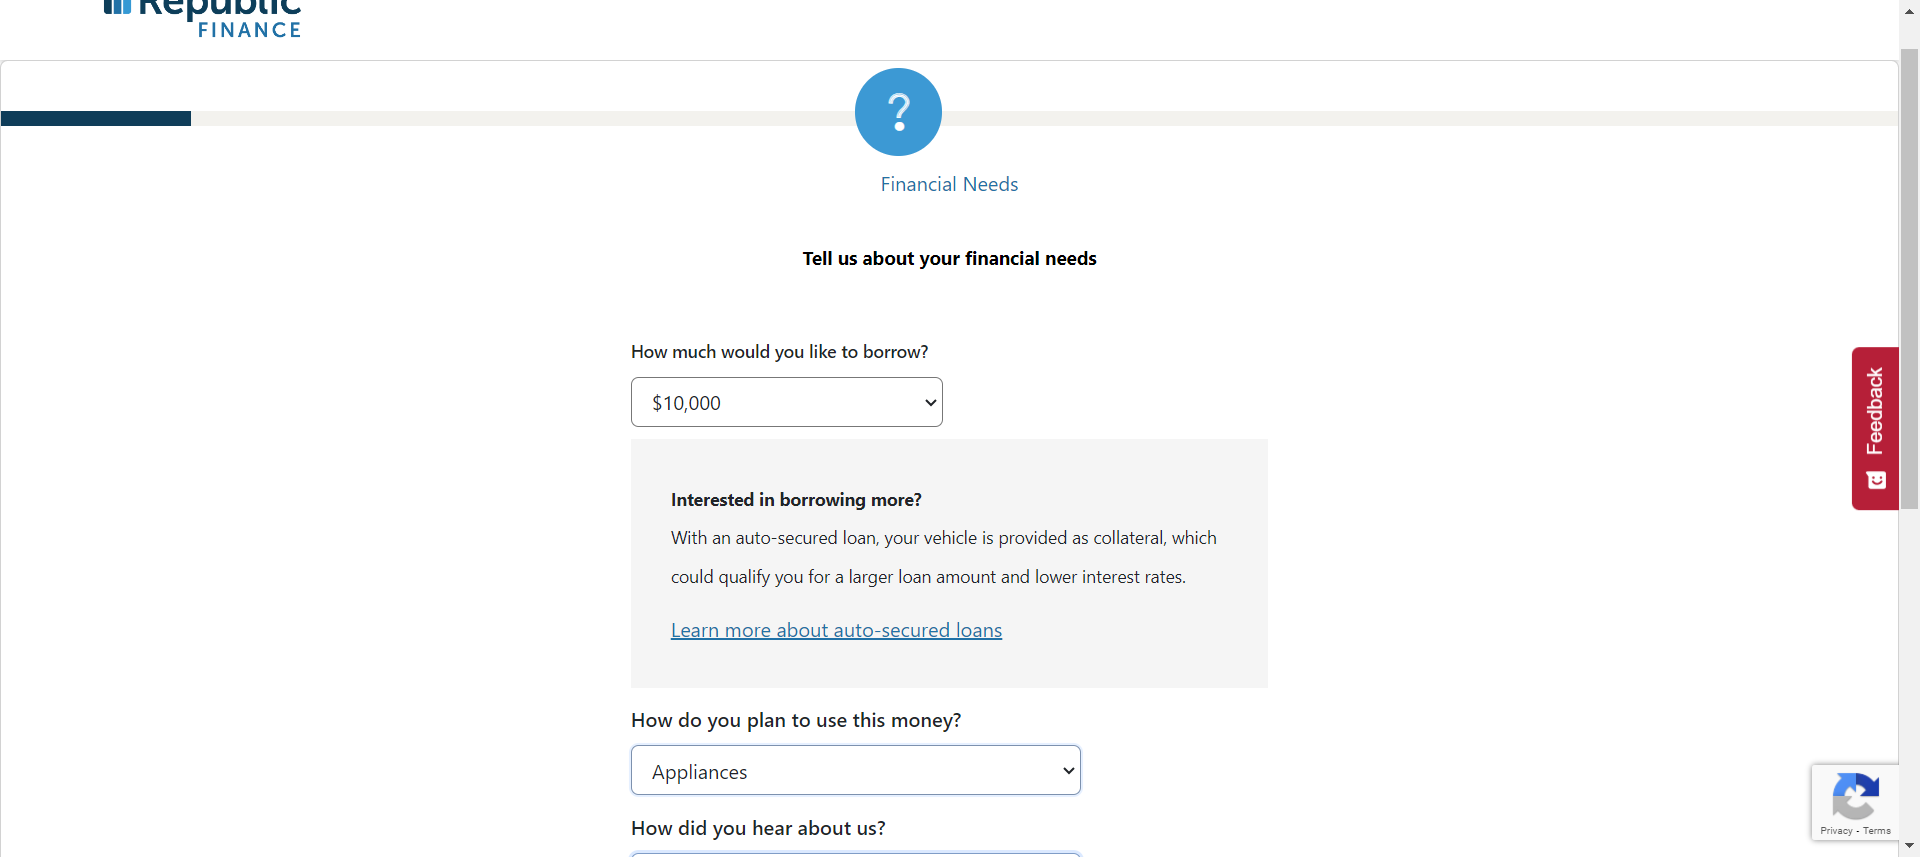 Republic
FINANCE
?
Financial Needs
Tell us about your financial needs
How much would you like to borrow?
$10,000
Interested in borrowing more?
With an auto-secured loan, your vehicle is provided as collateral, which
could qualify you for a larger loan amount and lower interest rates.
Learn more about auto-secured loans
How do you plan to use this money?
Appliances
How did you hear about us?
Feedback
Privacy - Terms